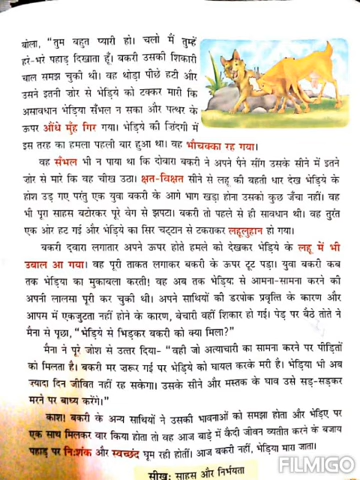 बोला, "तुम बहुत प्यारी हो। चलो मैं तुम्हें
हरे-भरे पहाड़ दिखाता हूँ। बकरी उसकी शिकारी
चाल समझ चुकी थी। वह थोड़ा पीछे हटी और
उसने इतनी ज़ोर से भेड़िये को टक्कर मारी कि
असावधान भेड़िया सँभल न सका और पत्थर के
ऊपर औंधे मुँह गिर गया। भेड़िये की ज़िंदगी में
इस तरह का हमला पहली बार हुआ था। वह भौंचक्का रह गया।
वह सँभल भी न पाया था कि दोबारा बकरी ने अपने पैने सींग उसके सीने में इतने
ज़ोर से मारे कि वह चीख उठा। क्षत-विक्षत सीने से लहू की बहती धार देख भेड़िये के
होश उड़ गए परंतु एक युवा बकरी के आगे भाग खड़ा होना उसको कुछ जँचा नहीं। वह
भी पूरा साहस बटोरकर पूरे वेग से झपटा। बकरी तो पहले से ही सावधान थी। वह तुरंत
एक ओर हट गई और भेड़िये का सिर चट्टान से टकराकर लहूलुहान हो गया।
बकरी द्वारा लगातार अपने ऊपर होते हमले को देखकर भेड़िये के लहू में भी
उबाल आ गया। वह पूरी ताकत लगाकर बकरी के ऊपर टूट पड़ा। युवा बकरी कब
तक भेड़िया का मुकाबला करती! वह अब तक भेड़िये से आमना-सामना करने की
अपनी लालसा पूरी कर चुकी थी। अपने साथियों की डरपोक प्रवृत्ति के कारण और
आपस में एकजुटता नहीं होने के कारण, बेचारी वहीं शिकार हो गई। पेड़ पर बैठे तोते ने
मैना से पूछा, "भेड़िये से भिड़कर बकरी को क्या मिला?"
मैना ने पूरे जोश से उत्तर दिया- "वही जो अत्याचारी का सामना करने पर पीड़ितों
को मिलता है। बकरी मर ज़रूर गई पर भेड़िये को घायल करके मरी है। भेड़िया भी अब
ज़्यादा दिन जीवित नहीं रह सकेगा। उसके सीने और मस्तक के घाव उसे सड़-सड़कर
मरने पर बाध्य करेंगे।"
काश! बकरी के अन्य साथियों ने उसकी भावनाओं को समझा होता और भेड़िए पर
एक साथ मिलकर वार किया होता तो वह आज बाड़े में कैदी जीवन व्यतीत करने के बजाय
पहाड़ पर निःशंक और स्वच्छंद घूम रही होतीं। आज बकरी नहीं, भेड़िया मारा जाता।
सीखः साहस और निर्भयता
FILMIGO